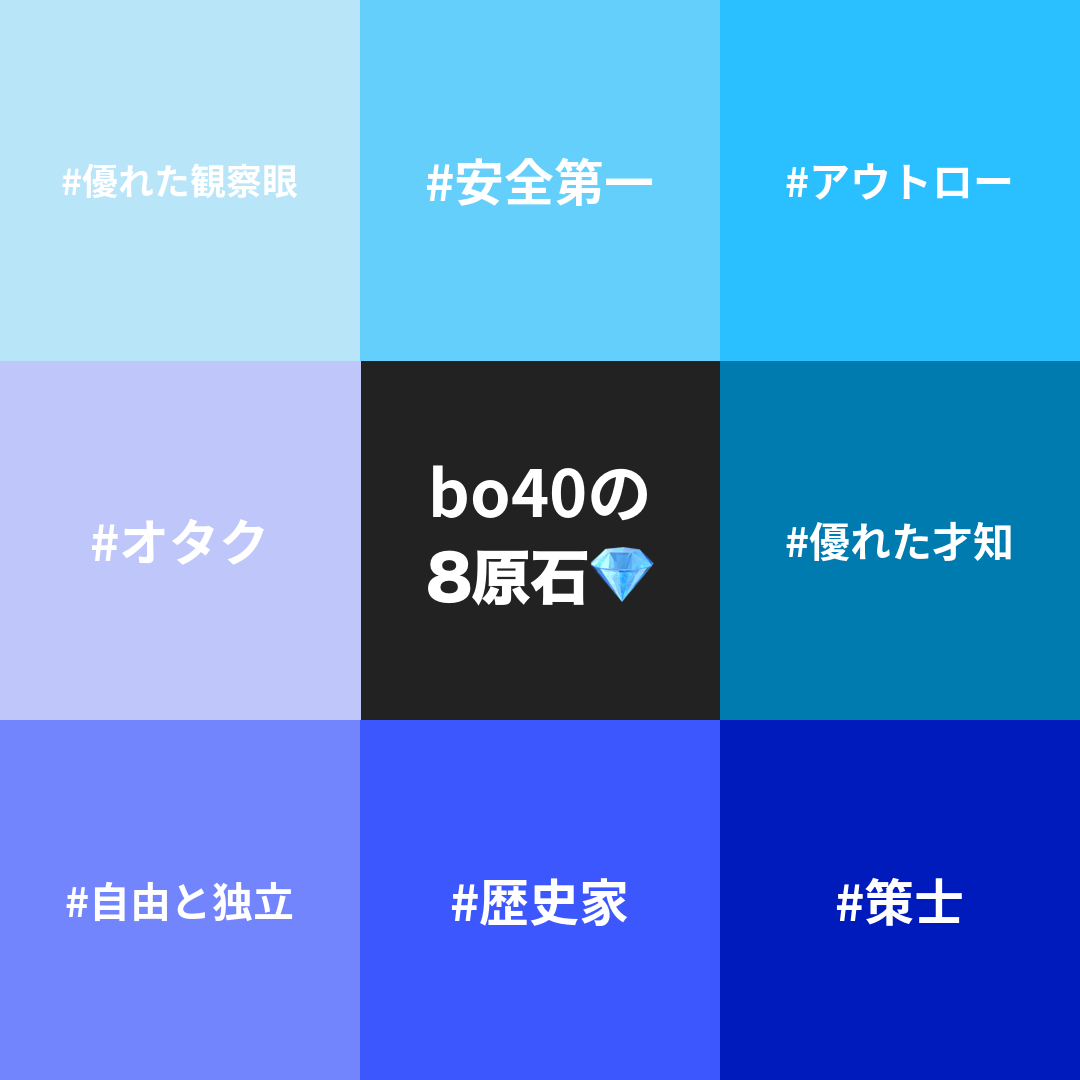 #優れた観察眼
#安全第一
#アウトロー
#オタク
bo40の
8原石💎
#優れた才知
#自由と独立
#歴史家
#策士